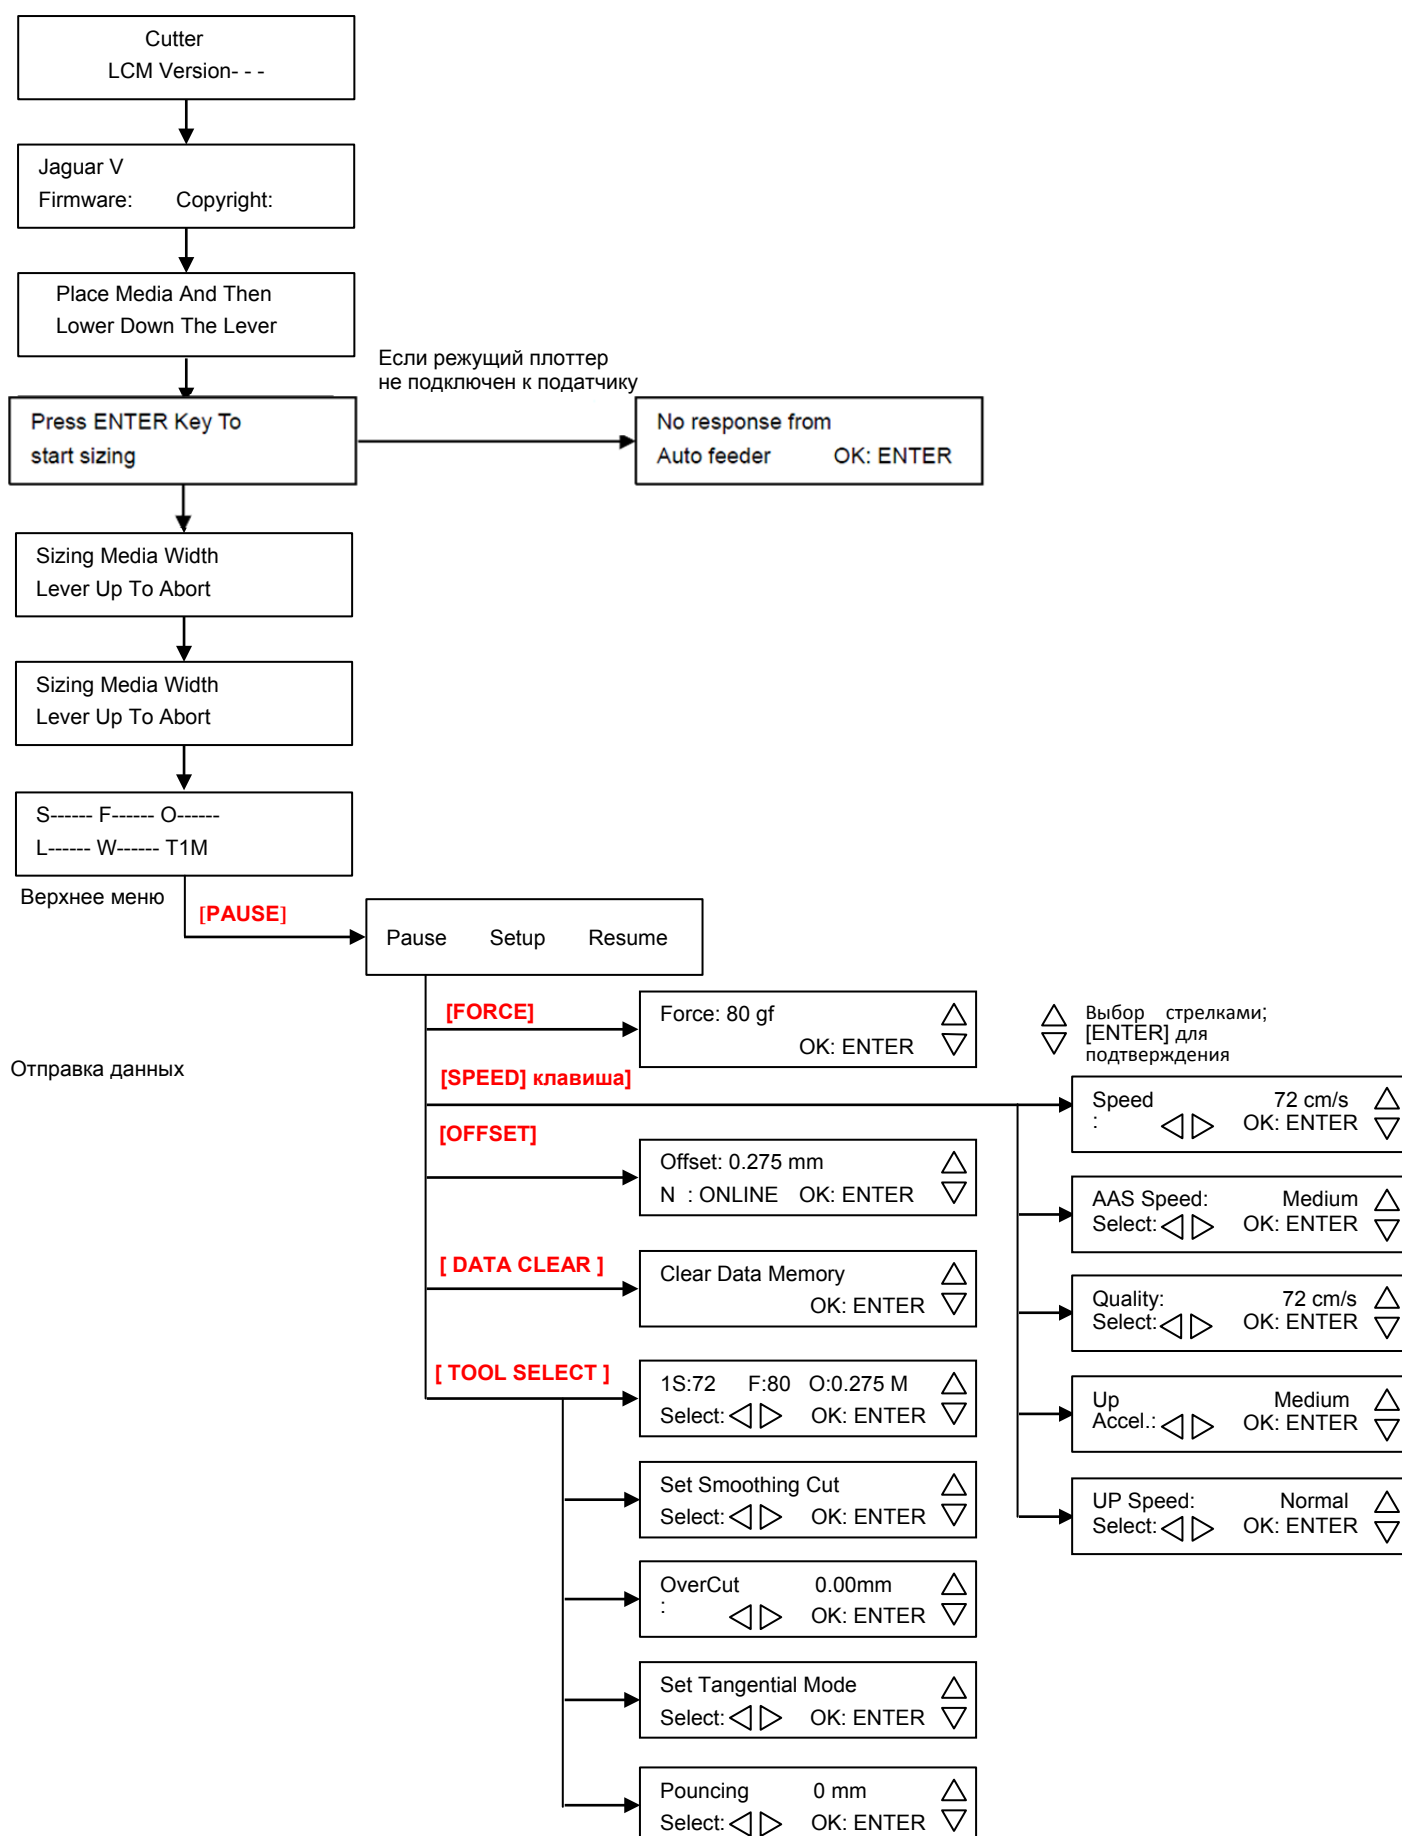 Cutter
LCM Version- - -
Jaguar V
Firmware: Copyright:
Place Media And Then
Lower Down The Lever
Если режущий плоттер
не подключен к податчику
Press ENTER Key To
start sizing
No response from
Auto feeder OK: ENTER
Sizing Media Width
Lever Up To Abort
Sizing Media Width
Lever Up To Abort
S------ F------ O------
L------ W------ T1M
Верхнее меню
[PAUSE]
Pause Setup Resume
[FORCE]
Force: 80 gf
OK: ENTER
Выбор стрелками;
[ENTER] для
подтверждения
Отправка данных
[SPEED] клавиша]
Speed 72 cm/s
: OK: ENTER
[OFFSET]
Offset: 0.275 mm
N : ONLINE OK: ENTER
AAS Speed: Medium
Select: OK: ENTER
[ DATA CLEAR ]
Clear Data Memory
OK: ENTER
Quality: 72 cm/s
Select: OK: ENTER
[ TOOL SELECT ]
1S:72 F:80 O:0.275 M
Select: OK: ENTER
Up Medium
Accel.: OK: ENTER
Set Smoothing Cut
Select: OK: ENTER
UP Speed: Normal
Select: OK: ENTER
OverCut 0.00mm
: OK: ENTER
Set Tangential Mode
Select: OK: ENTER
Pouncing 0 mm
Select: OK: ENTER